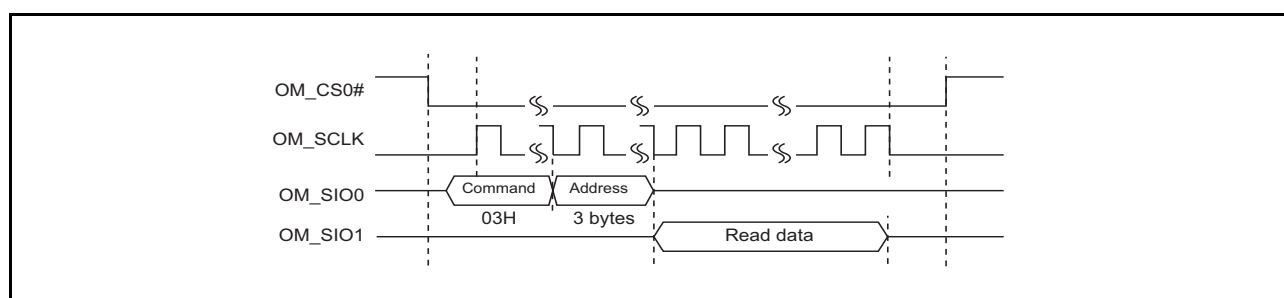 OM_CS0#
OM_SCLK
OM_SIO0 Command Address
03H 3 bytes
OM_SIO1 Read data